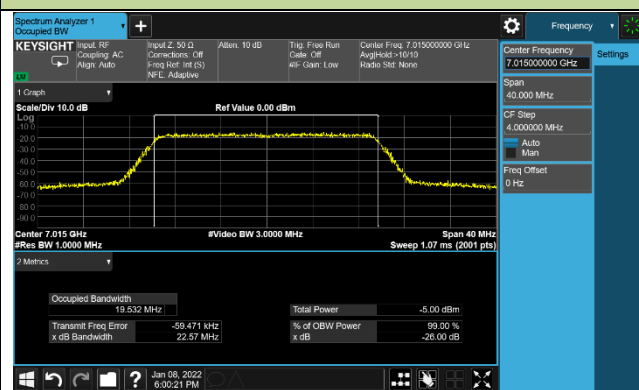 Spectrum Analyzer 1
Occupied BW
Frequency
KEYSIGHT
Input: RF
Coupling: AC
Align: Auto
Input Z: 50 Ω
Corrections: Off
Freq Ref: Int (S)
NFE: Adaptive
Atten: 10 dB
Trig: Free Run
Gate: Off
#IF Gain: Low
Center Freq: 7.015000000 GHz
Avg|Hold:>10/10
Radio Std: None
Center Frequency
7.015000000 GHz
Settings
Span
40.000 MHz
CF Step
4.000000 MHz
Auto
Man
Freq Offset
0 Hz
1 Graph
Scale/Div 10.0 dB
Ref Value 0.00 dBm
Log
-10.0
-20.0
-30.0
-40.0
-50.0
-60.0
-70.0
-80.0
-90.0
Center 7.015 GHz
#Video BW 3.0000 MHz
Span 40 MHz
#Res BW 1.0000 MHz
Sweep 1.07 ms (2001 pts)
2 Metrics
Occupied Bandwidth
19.532 MHz
Total Power
-5.00 dBm
Transmit Freq Error
-59.471 kHz
% of OBW Power
99.00 %
x dB Bandwidth
22.57 MHz
x dB
-26.00 dB
?
Jan 08, 2022
6:00:21 PM